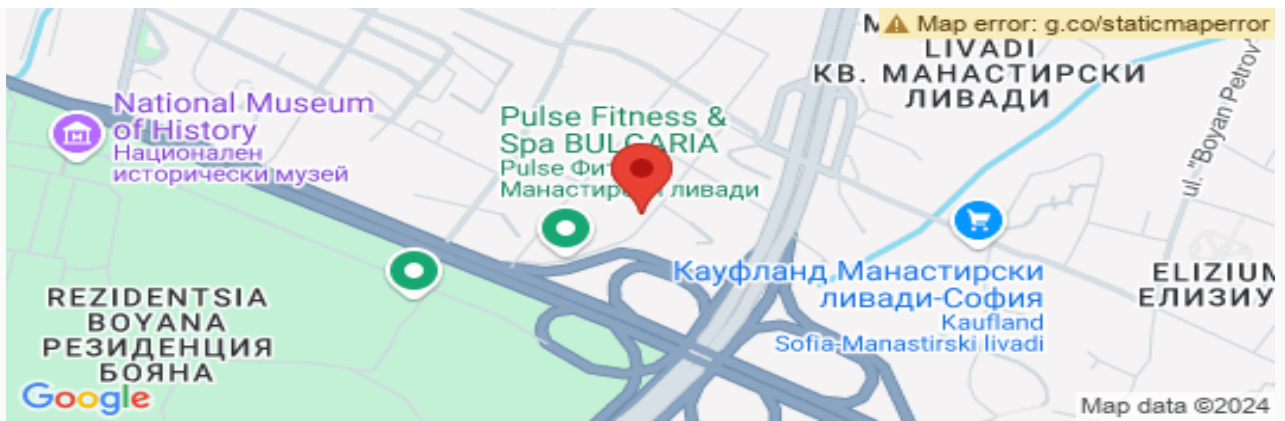 Map error: g.co/staticmaperror
LIVADI
КВ. МАНАСТИРСКИ
ЛИВАДИ
ul. "Boyan Petrov"
National Museum
of History
Национален
исторически музей
Pulse Fitness &
Spa BULGARIA
Pulse
ливади
Кауфланд Манастирски
ливади-София
Kaufland
Sofia-Manastirski livadi
REZIDENTSIA
BOYANA
РЕЗИДЕНЦИЯ
БОЯНА
Google
Map data ©2024